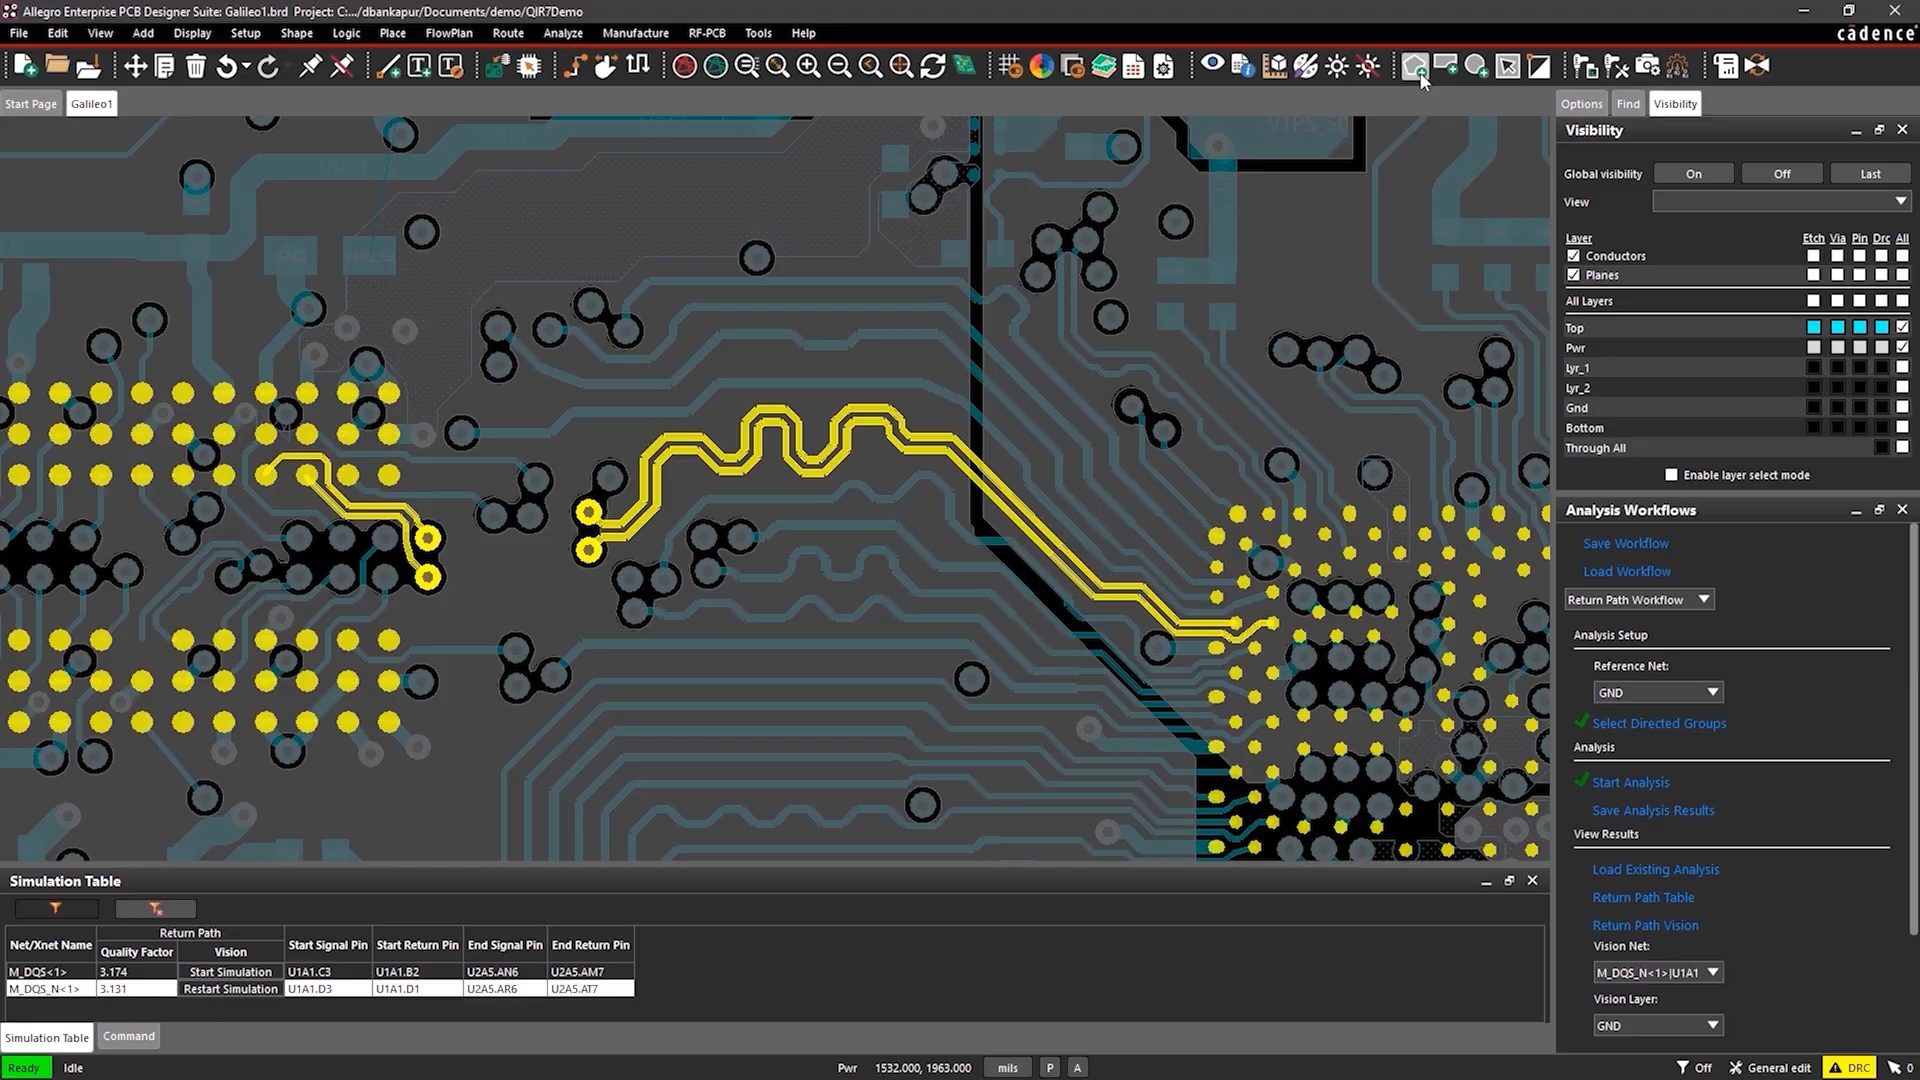 Allegro Enterprise PCB Designer Suite: Galileo1.brd  Project: C:.../dbankapur/Documents/demo/QIR7Demo
File Edit View Add Display Setup Shape Logic Place FlowPlan Route Analyze Manufacture RF-PCB Tools Help
cādence
Start Page Galileo1
Options Find Visibility
Visibility
Global visibility On Off Last
View
Layer Etch Via Pin Drc All
Conductors
Planes
All Layers
Top
Pwr
Lyr_1
Lyr_2
Gnd
Bottom
Through All
Enable layer select mode
Analysis Workflows
Save Workflow
Load Workflow
Return Path Workflow
Analysis Setup
Reference Net:
GND
Select Directed Groups
Analysis
Start Analysis
Save Analysis Results
View Results
Load Existing Analysis
Return Path Table
Return Path Vision
Vision Net:
M_DQS_N<1>|U1A1
Vision Layer:
GND
Simulation Table
Net/Xnet Name Return Path Start Signal Pin Start Return Pin End Signal Pin End Return Pin
Quality Factor Vision
M_DQS<1> 3.174 Start Simulation U1A1.C3 U1A1.B2 U2A5.AN6 U2A5.AM7
M_DQS_N<1> 3.131 Restart Simulation U1A1.D3 U1A1.D1 U2A5.AR6 U2A5.AT7
Simulation Table Command
Ready Idle Pwr 1532.000, 1963.000 mils P A Off General edit DRC 0